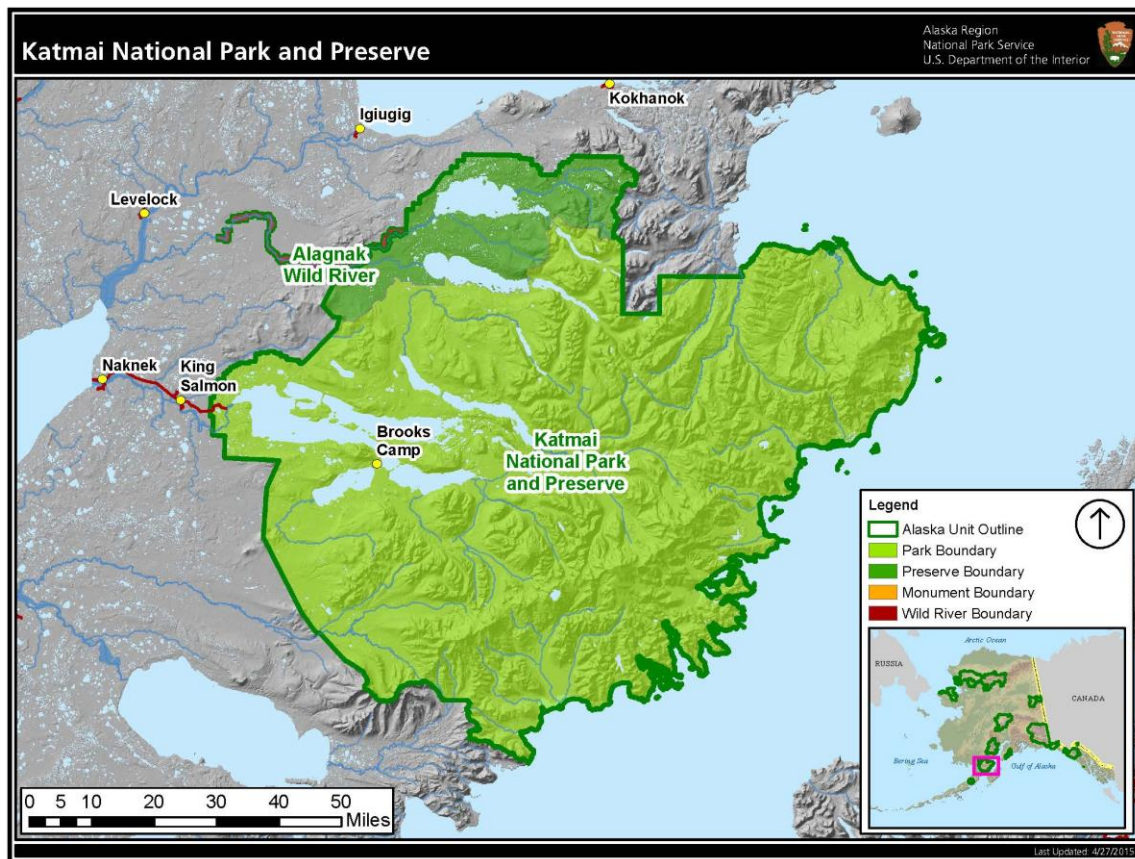 Katmai National Park and Preserve
Alaska Region
National Park Service
U.S. Department of the Interior
Kokhanok
Igiugig
Levelock
Alagnak
Wild River
Naknek
King
Salmon
Brooks
Camp
Katmai
National Park
and Preserve
Legend
Alaska Unit Outline
Park Boundary
Preserve Boundary
Monument Boundary
Wild River Boundary
Arctic Ocean
RUSSIA
CANADA
Bering Sea
Gulf of Alaska
0 5 10 20 30 40 50
Miles
Last Updated: 4/27/2015